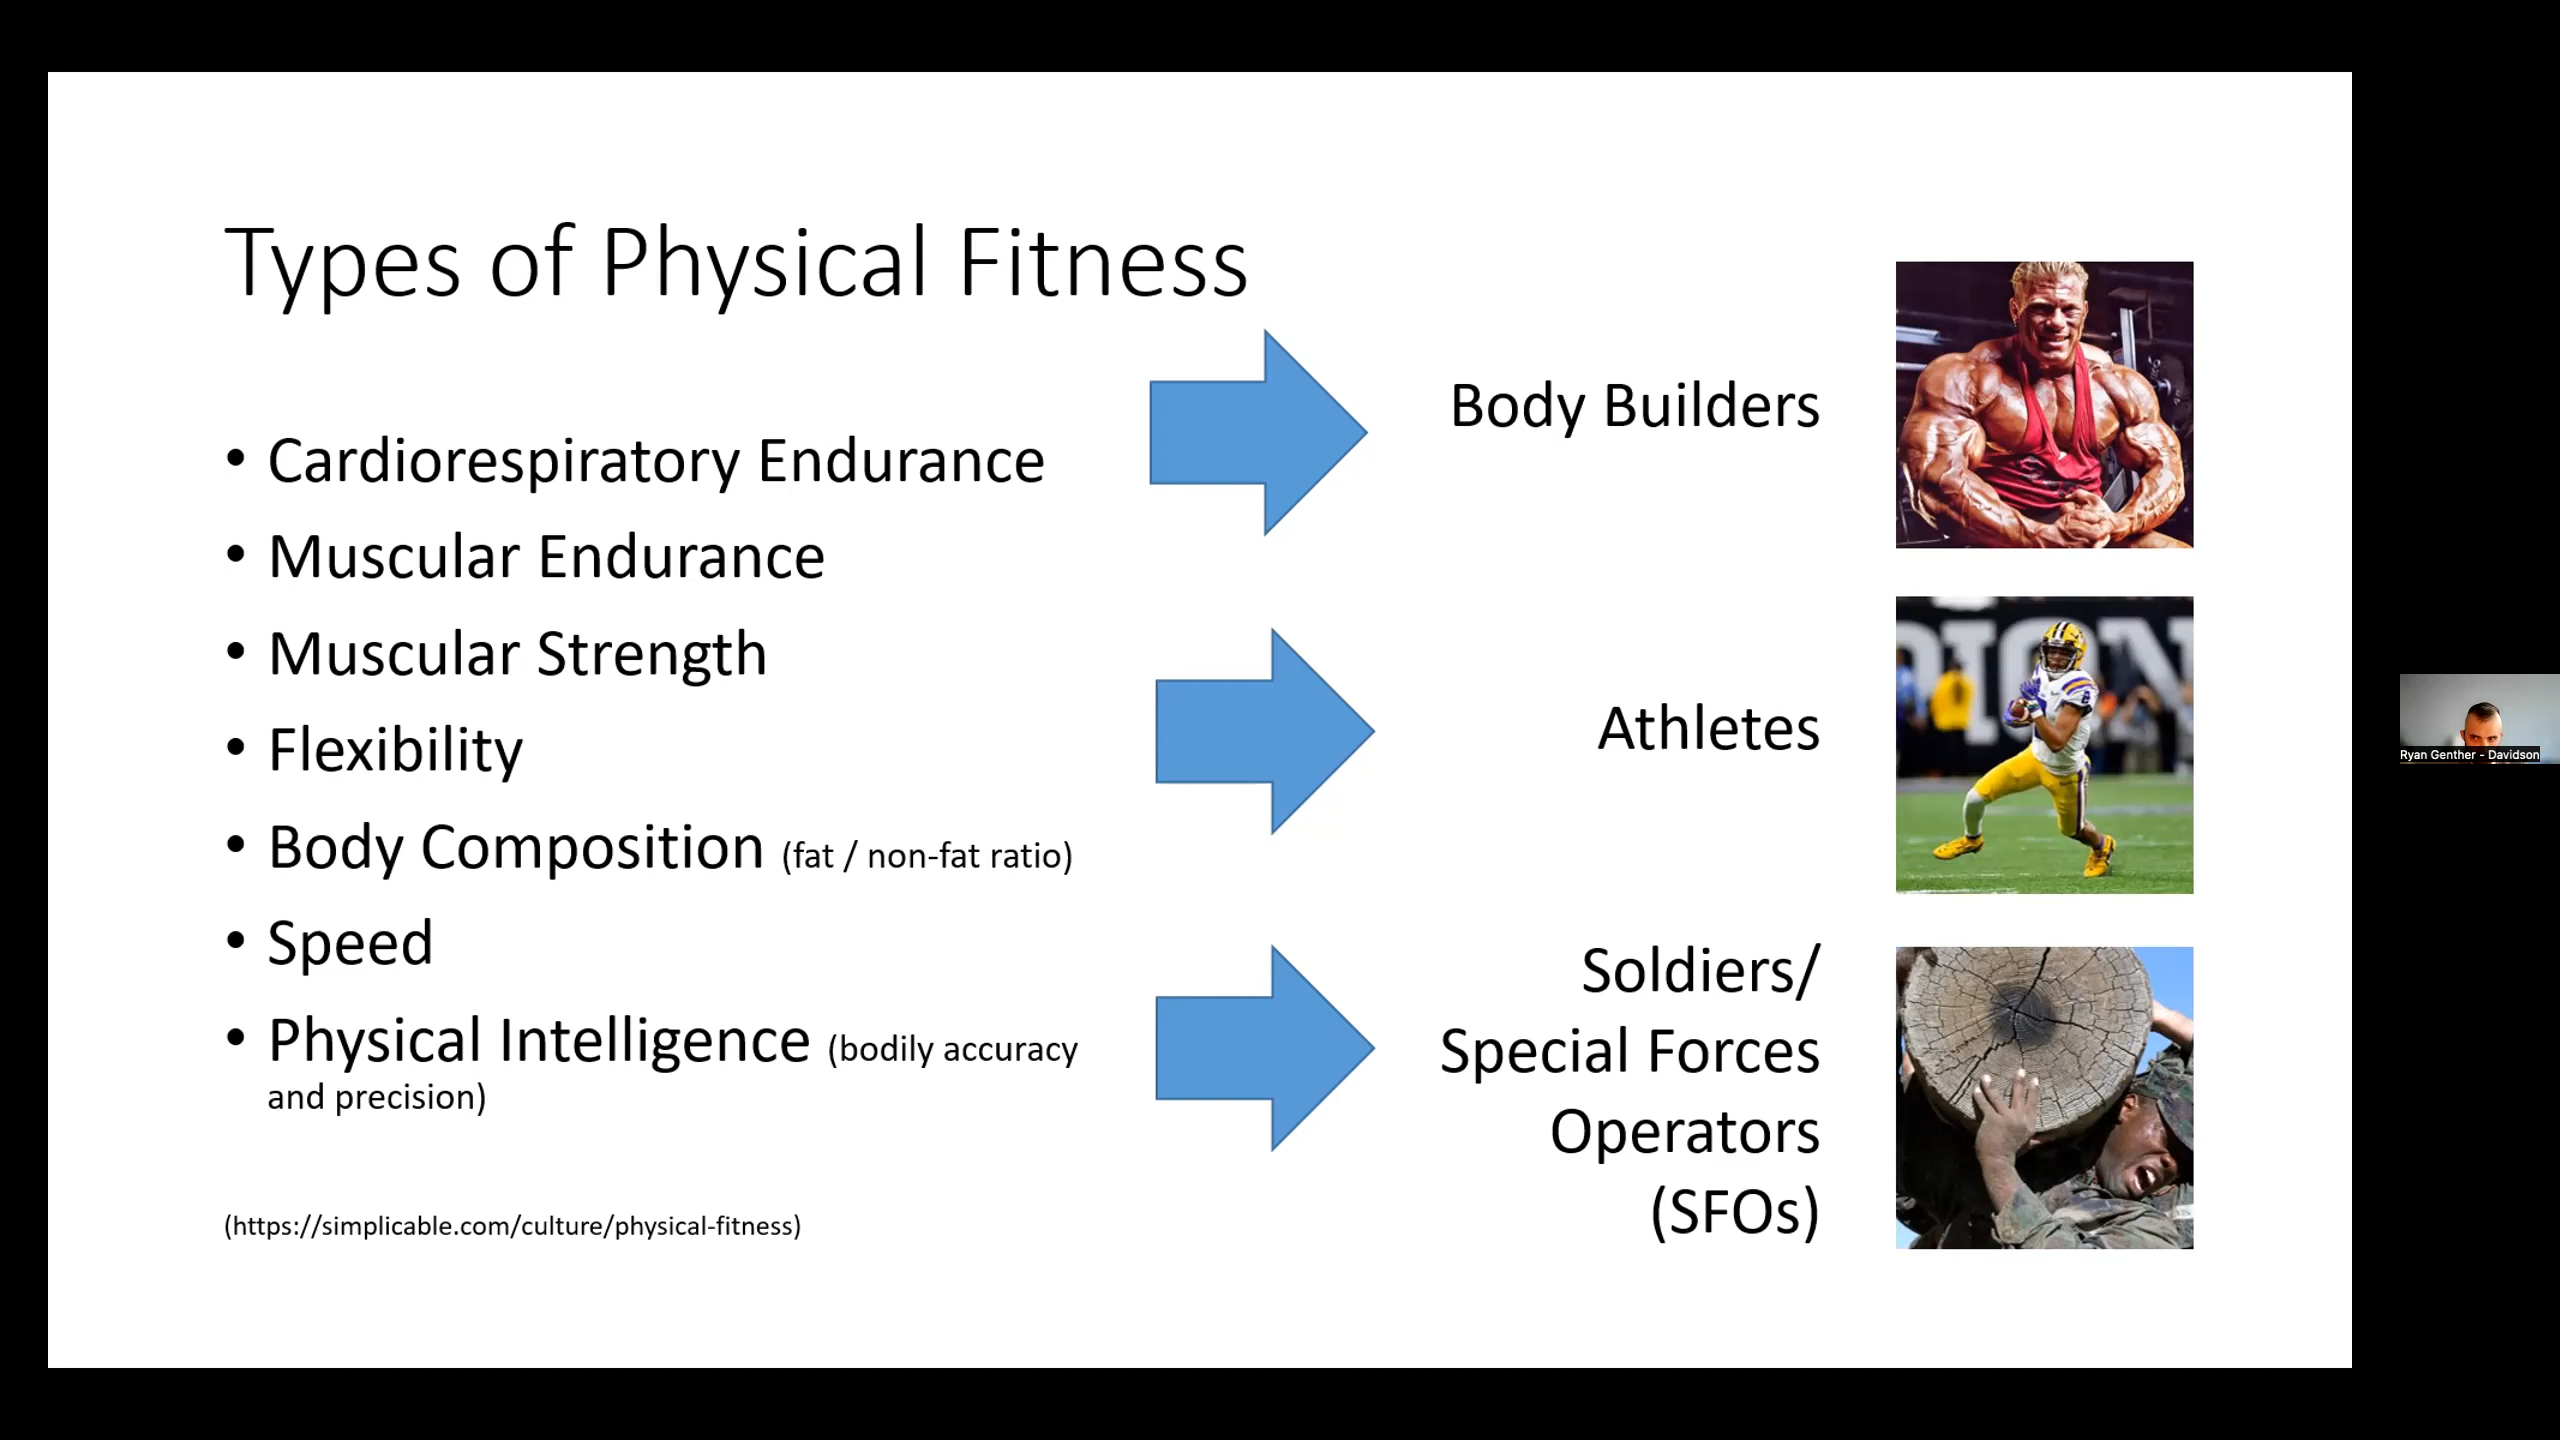 Types of Physical Fitness
• Cardiorespiratory Endurance
• Muscular Endurance
• Muscular Strength
• Flexibility
• Body Composition (fat / non-fat ratio)
• Speed
• Physical Intelligence (bodily accuracy
and precision)
(https://simplicable.com/culture/physical-fitness)
Body Builders
Athletes
Soldiers/
Special Forces
Operators
(SFOs)
Ryan Genther - Davidson